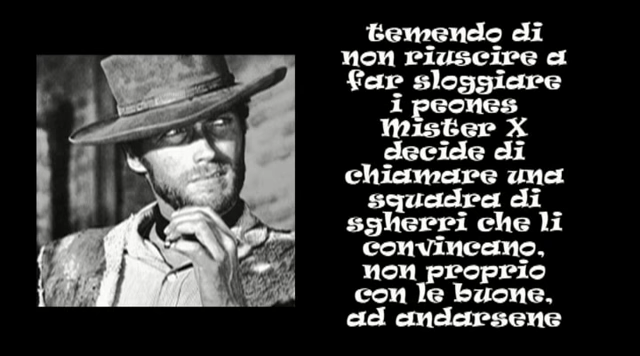 temendo di
non riuscire a
far sloggiare
i peones
Mister X
decide di
chiamare una
squadra di
sgherri che li
convincano,
non proprio
con le buone,
ad andarsene